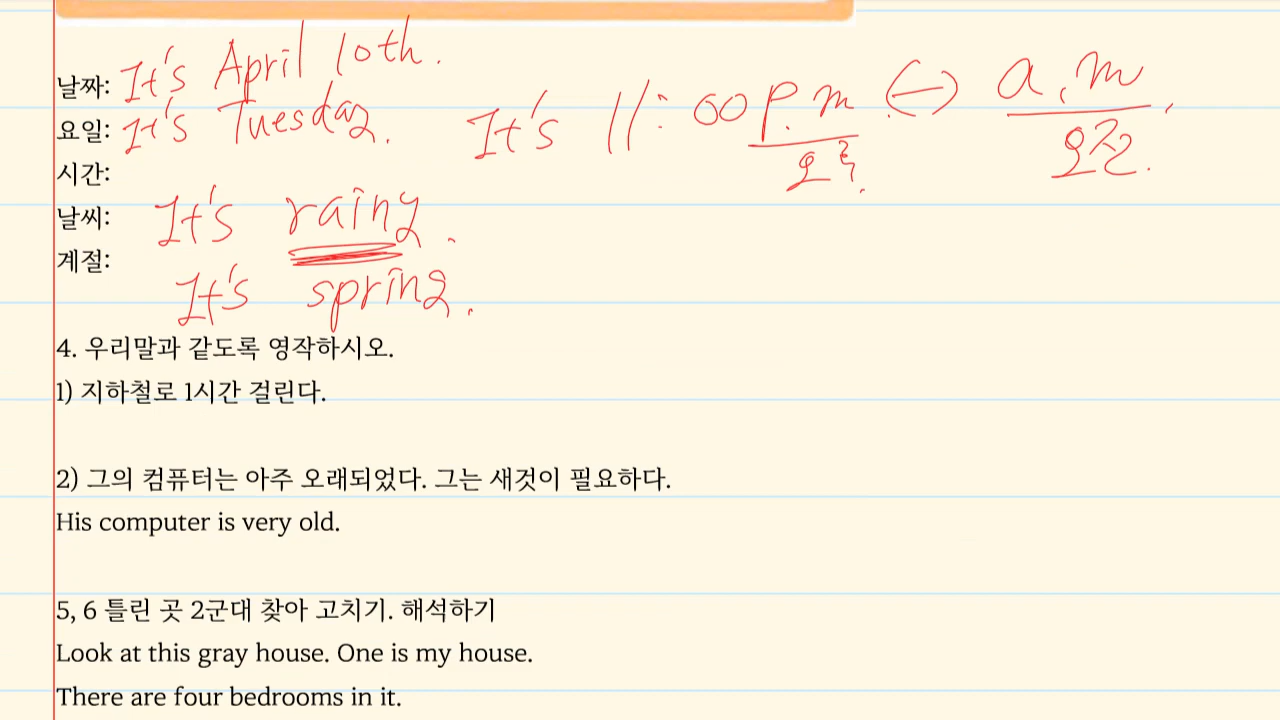 날짜: It's April 10th.
요일: It's Tuesday. It's 11:00 p.m ↔ a.m
오후. 오전.
시간:
날씨: It's rainy.
계절: It's spring.
4. 우리말과 같도록 영작하시오.
1) 지하철로 1시간 걸린다.
2) 그의 컴퓨터는 아주 오래되었다. 그는 새것이 필요하다.
His computer is very old.
5, 6 틀린 곳 2군대 찾아 고치기. 해석하기
Look at this gray house. One is my house.
There are four bedrooms in it.